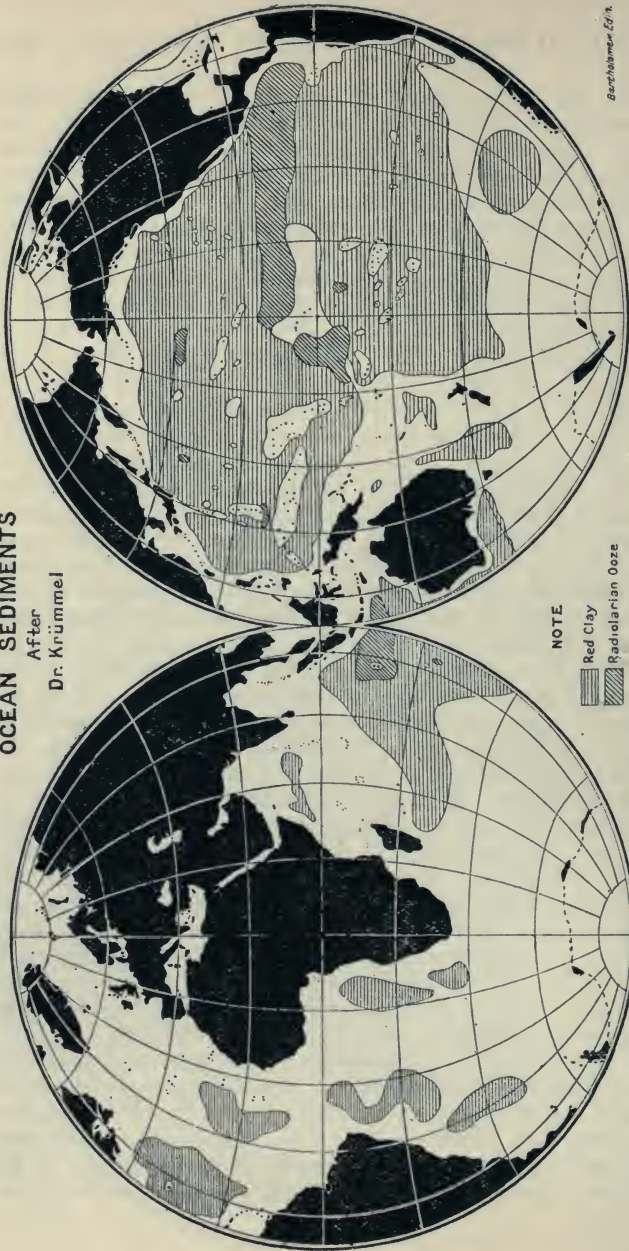 OCEAN SEDIMENTS
After
Dr. Krümmel
NOTE
Red Clay
Radiolarian Ooze
Bartholomew, Edin.